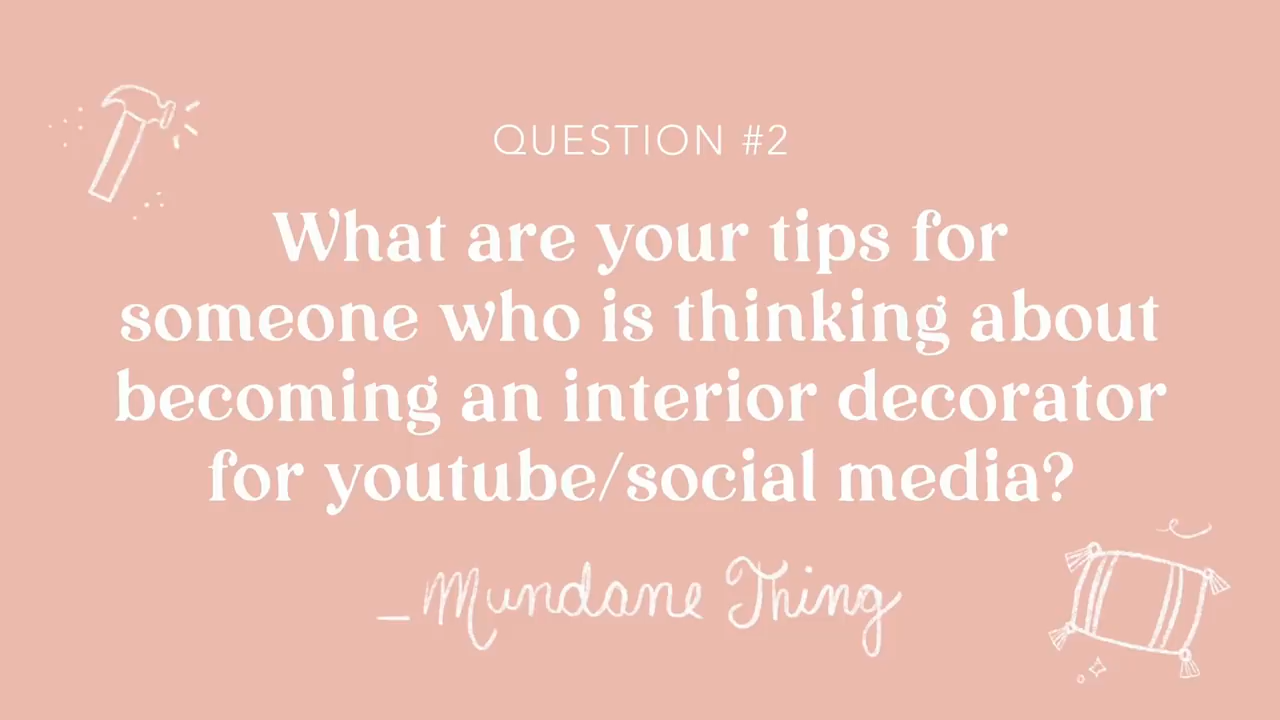 QUESTION #2
What are your tips for
someone who is thinking about
becoming an interior decorator
for youtube/social media?
_Mundane Thing